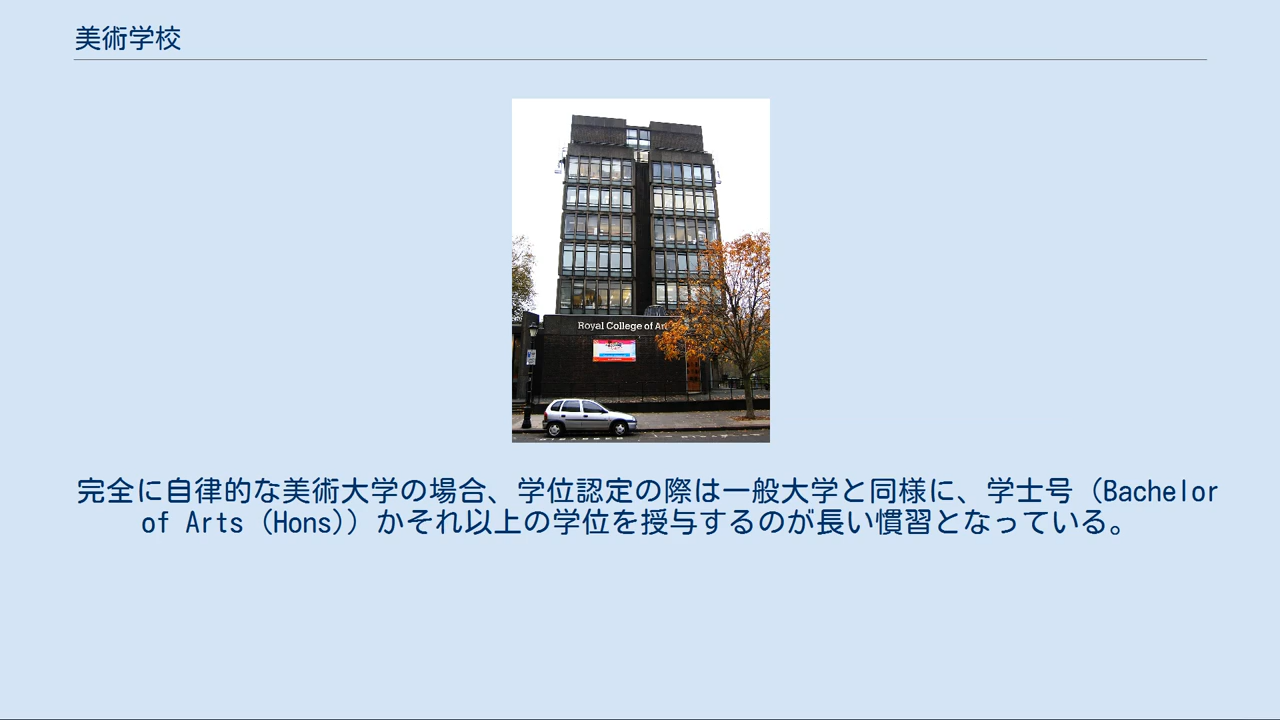 美術学校
Royal College of Art
完全に自律的な美術大学の場合、学位認定の際は一般大学と同様に、学士号（Bachelor
of Arts (Hons)）かそれ以上の学位を授与するのが長い慣習となっている。